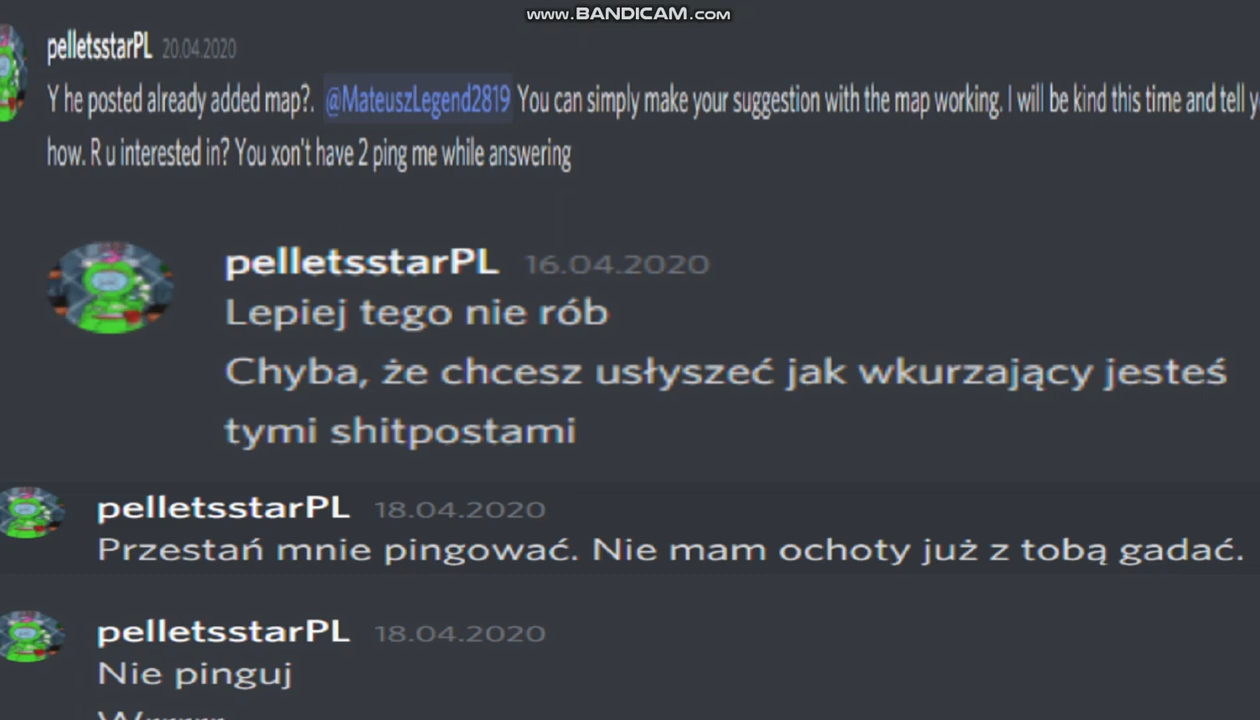 www.BANDICAM.com
pelletsstarPL 20.04.2020
Y he posted already added map?. @MateuszLegend2819 You can simply make your suggestion with the map working. I will be kind this time and tell y
how. R u interested in? You xon't have 2 ping me while answering
pelletsstarPL 16.04.2020
Lepiej tego nie rób
Chyba, że chcesz usłyszeć jak wkurzający jesteś
tymi shitpostami
pelletsstarPL 18.04.2020
Przestań mnie pingować. Nie mam ochoty już z tobą gadać.
pelletsstarPL 18.04.2020
Nie pinguj